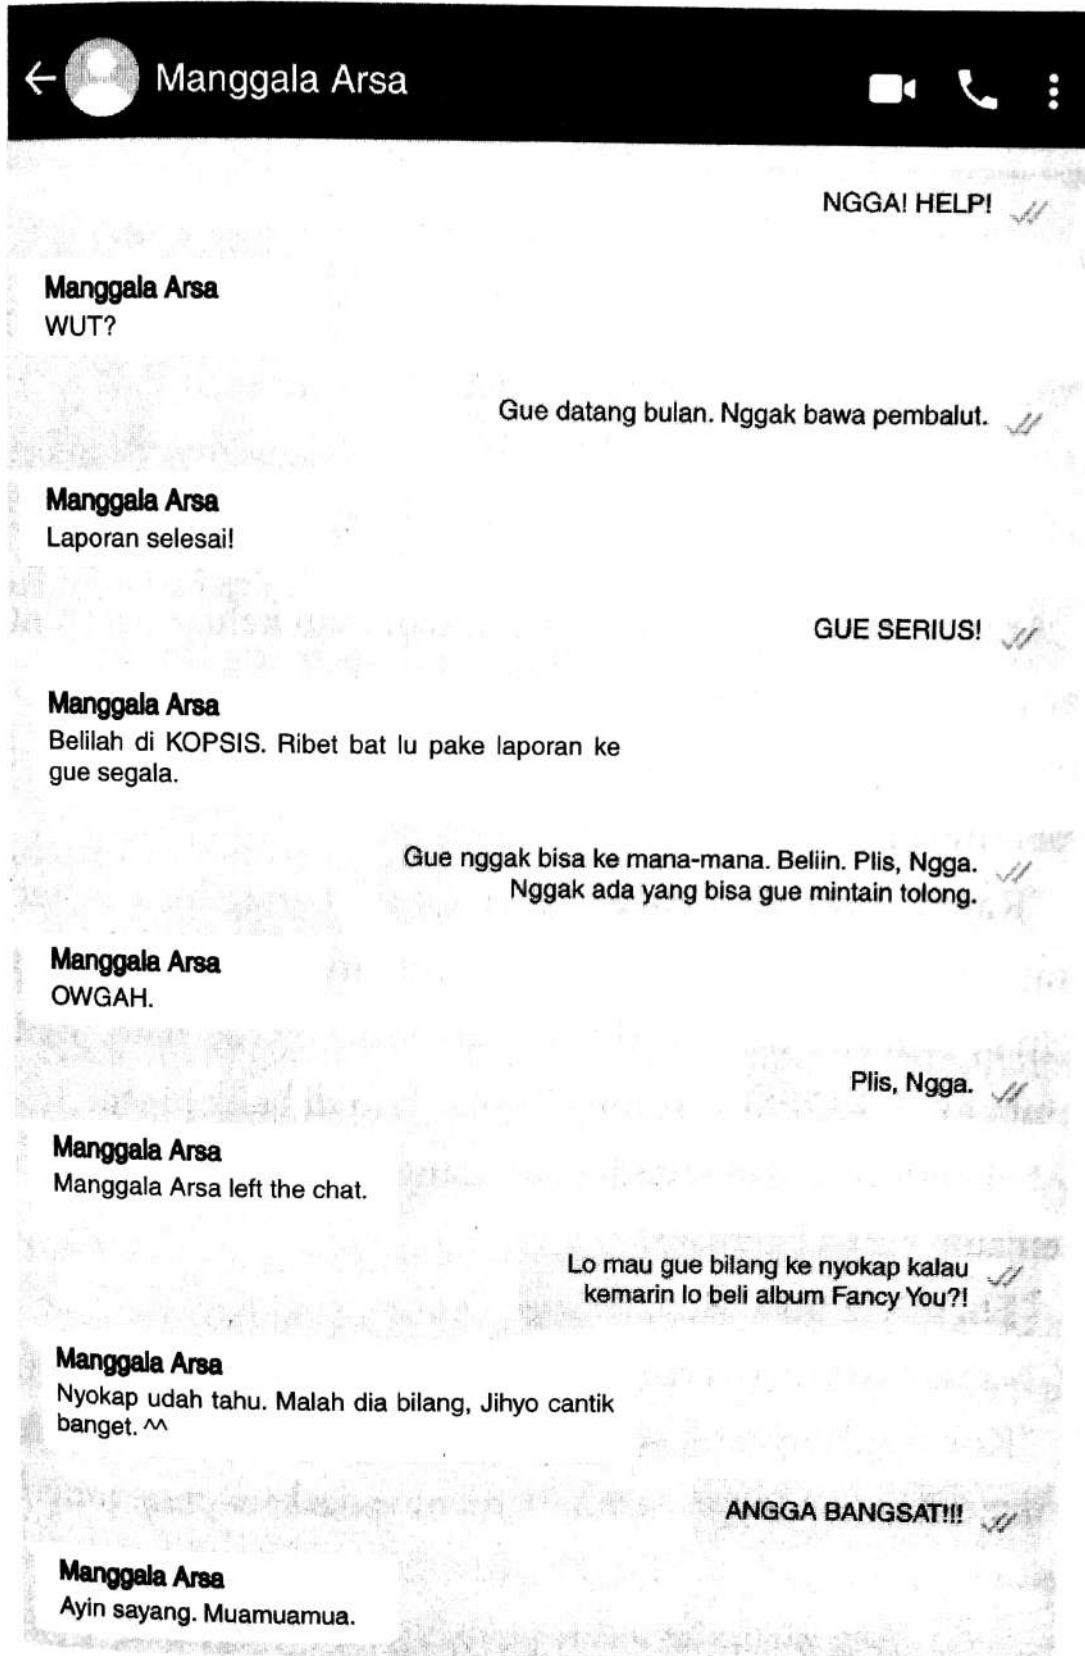 Manggala Arsa
NGGA! HELP!
Manggala Arsa
WUT?
Gue datang bulan. Nggak bawa pembalut.
Manggala Arsa
Laporan selesai!
GUE SERIUS!
Manggala Arsa
Belilah di KOPSIS. Ribet bat lu pake laporan ke
gue segala.
Gue nggak bisa ke mana-mana. Beliin. Plis, Ngga.
Nggak ada yang bisa gue mintain tolong.
Manggala Arsa
OWGAH.
Plis, Ngga.
Manggala Arsa
Manggala Arsa left the chat.
Lo mau gue bilang ke nyokap kalau
kemarin lo beli album Fancy You?!
Manggala Arsa
Nyokap udah tahu. Malah dia bilang, Jihyo cantik
banget. ^^
ANGGA BANGSAT!!!
Manggala Arsa
Ayin sayang. Muamuamua.